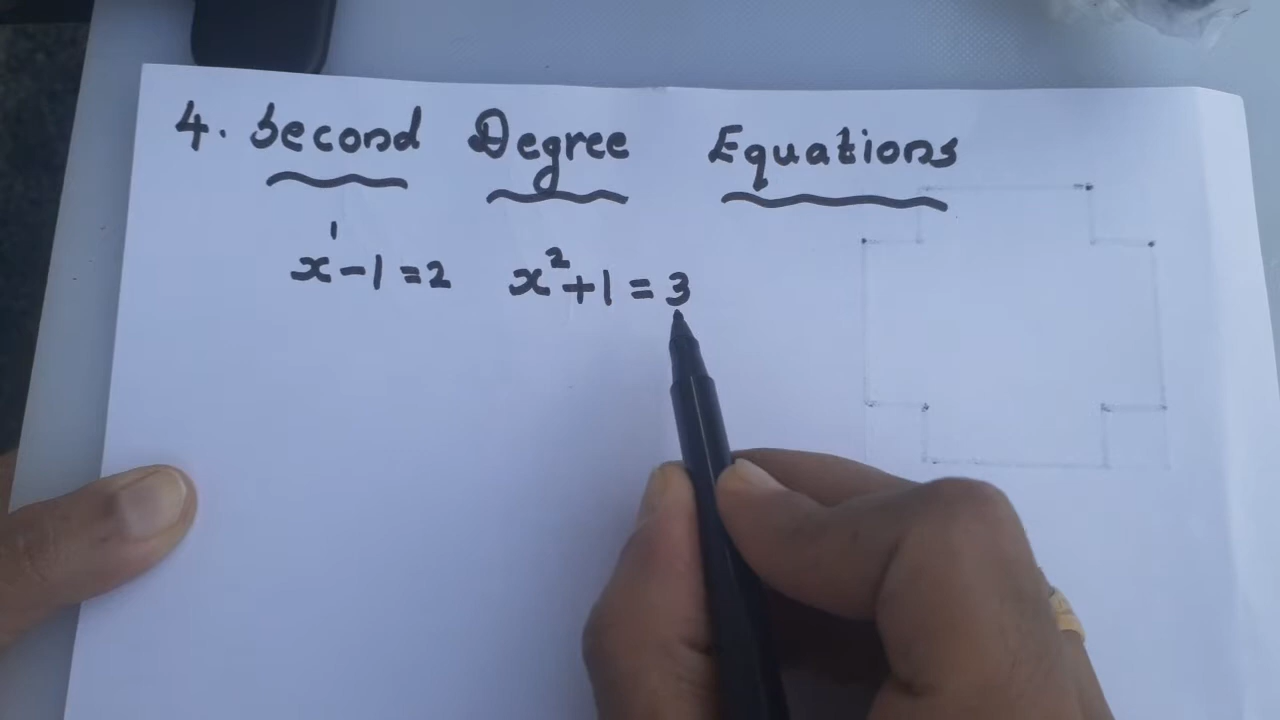 4. Second Degree Equations
x¹-1=2 x²+1=3